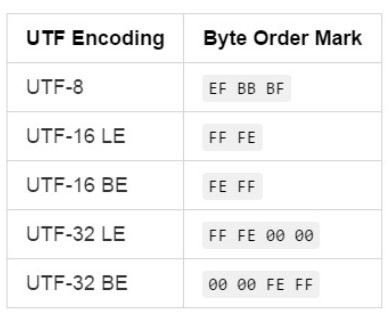 UTF Encoding Byte Order Mark
UTF-8 EF BB BF
UTF-16 LE FF FE
UTF-16 BE FE FF
UTF-32 LE FF FE 00 00
UTF-32 BE 00 00 FE FF